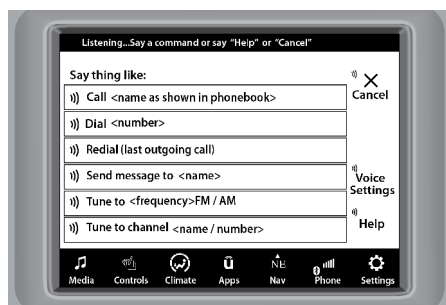 Listening...Say a command or say "Help" or "Cancel"
Say thing like:
Call <name as shown in phonebook>
Dial <number>
Redial (last outgoing call)
Send message to <name>
Tune to <frequency>FM / AM
Tune to channel <name / number>
Cancel
Voice
Settings
Help
ü NE
Media Controls Climate Apps Nav Phone Settings